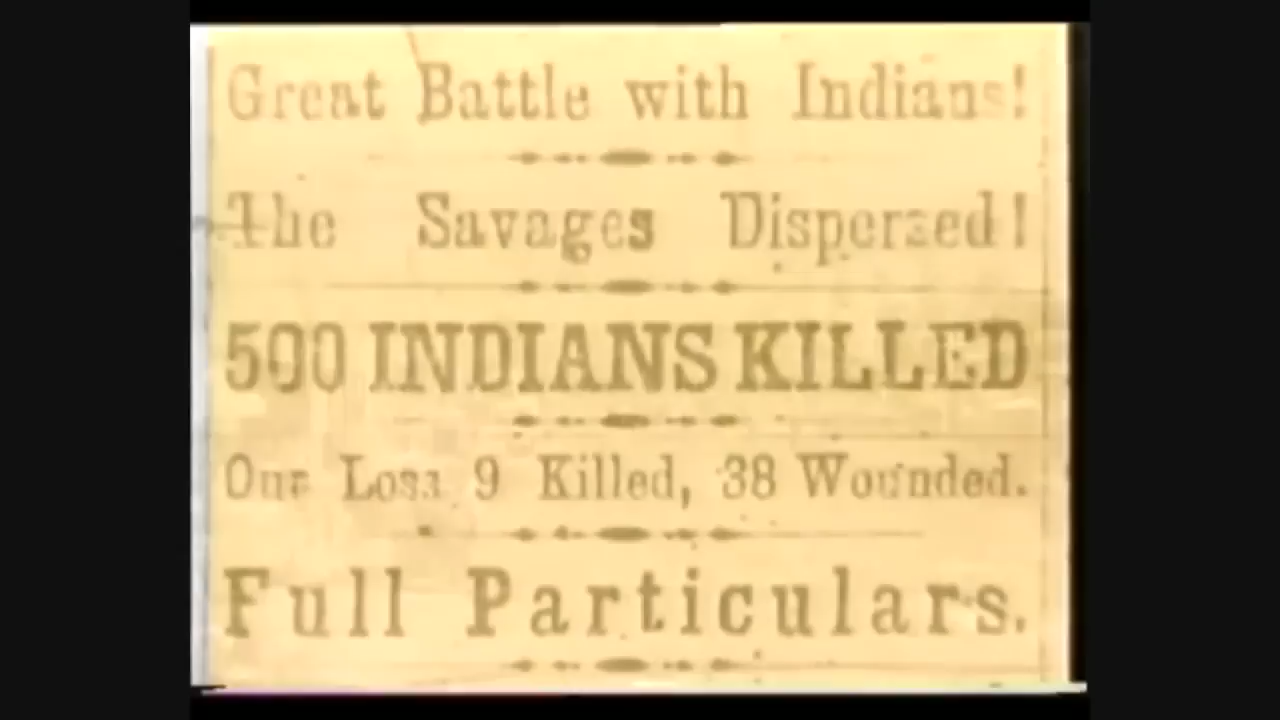 Great Battle with Indians!
The Savages Dispersed!
500 INDIANS KILLED
Our Loss 9 Killed, 38 Wounded.
Full Particulars.